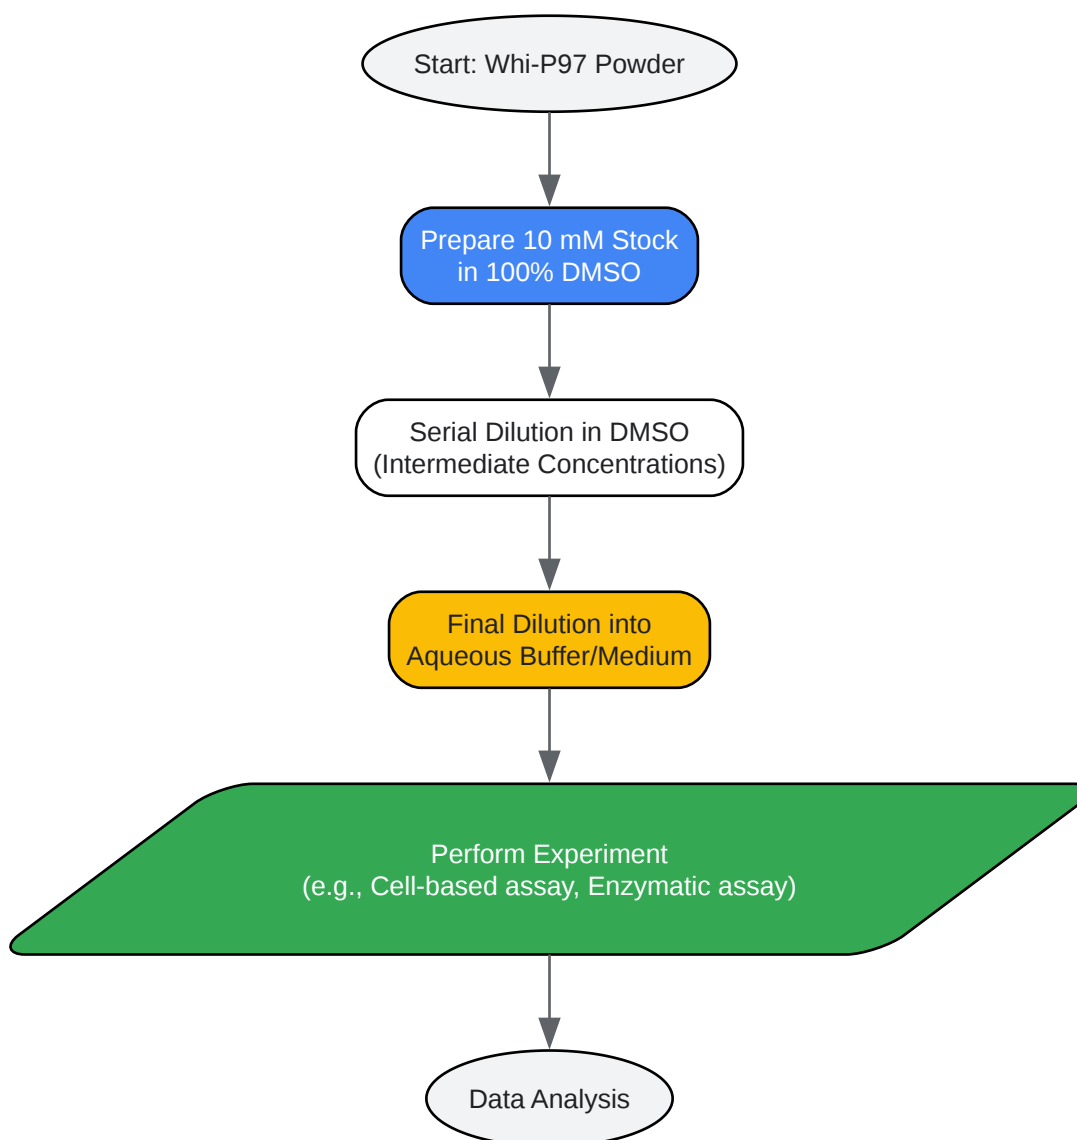 Start: Whi-P97 Powder
Prepare 10 mM Stock
in 100% DMSO
Serial Dilution in DMSO
(Intermediate Concentrations)
Final Dilution into
Aqueous Buffer/Medium
Perform Experiment
(e.g., Cell-based assay, Enzymatic assay)
Data Analysis